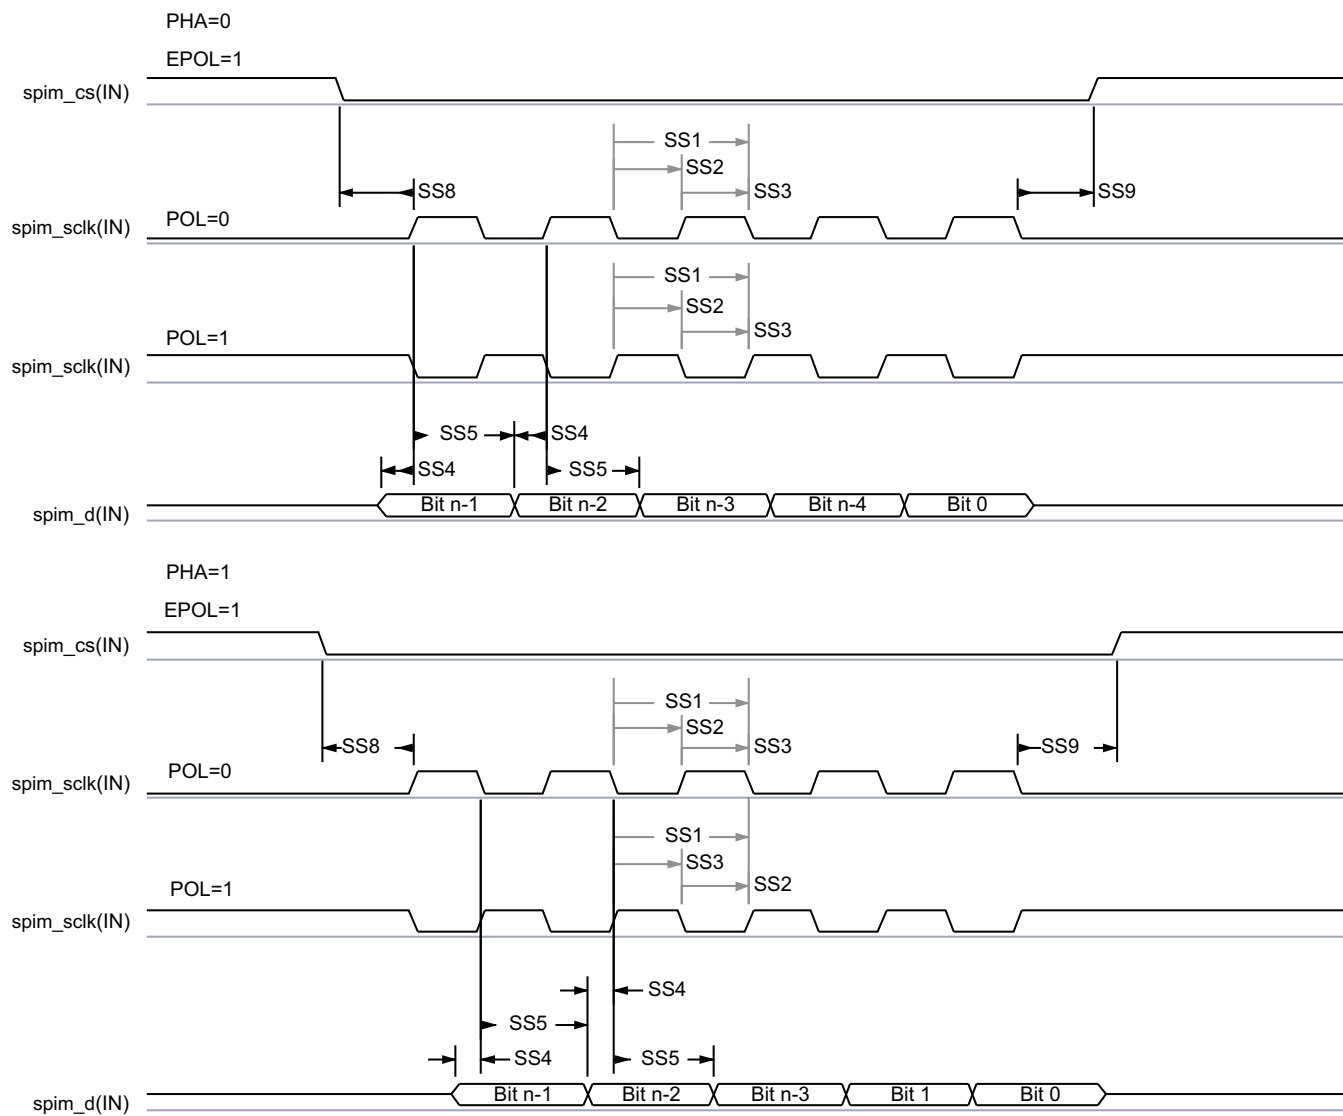 PHA=0
EPOL=1
spim_cs(IN)
SS1
SS2
SS8
SS3
SS9
POL=0
spim_sclk(IN)
SS1
SS2
SS3
POL=1
spim_sclk(IN)
SS5
SS4
SS4
SS5
Bit n-1
Bit n-2
Bit n-3
Bit n-4
Bit 0
spim_d(IN)
PHA=1
EPOL=1
spim_cs(IN)
SS1
SS2
SS8
SS3
SS9
POL=0
spim_sclk(IN)
SS1
SS3
SS2
POL=1
spim_sclk(IN)
SS4
SS5
SS4
SS5
Bit n-1
Bit n-2
Bit n-3
Bit 1
Bit 0
spim_d(IN)